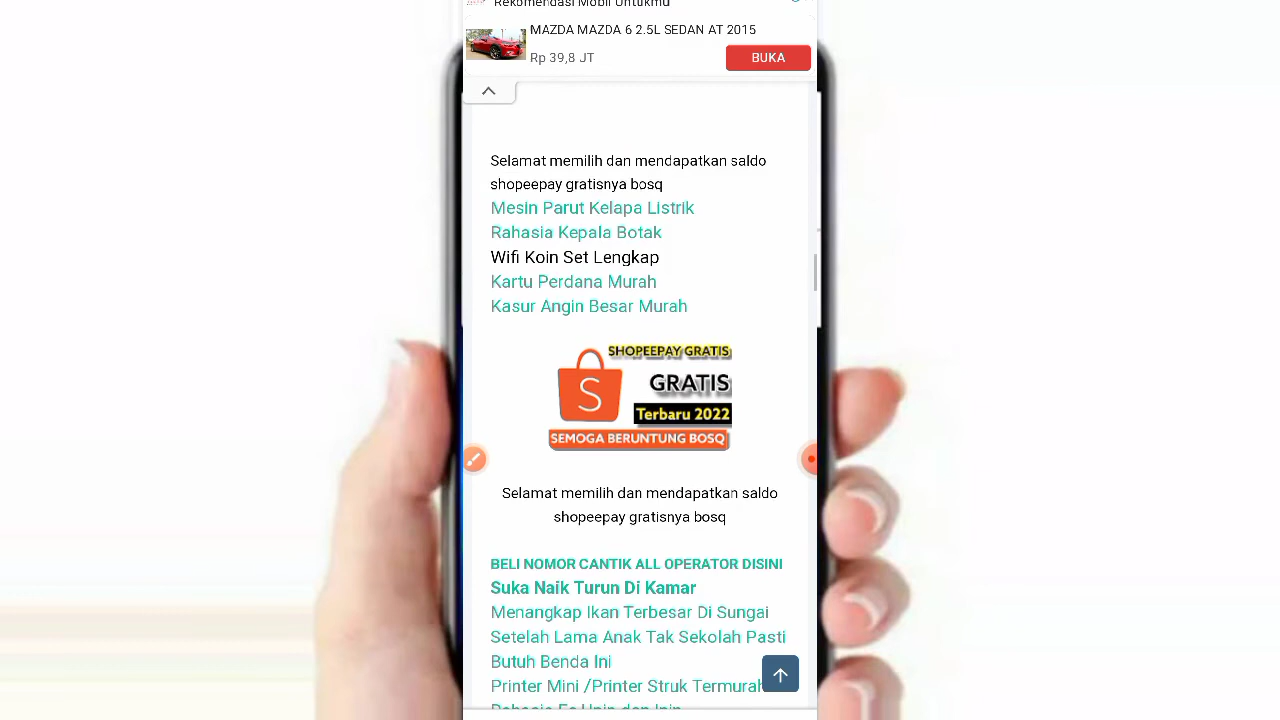 Rekomendasi Mobil Untukmu
MAZDA MAZDA 6 2.5L SEDAN AT 2015
Rp 39,8 JT
BUKA
Selamat memilih dan mendapatkan saldo
shopeepay gratisnya bosq
Mesin Parut Kelapa Listrik
Rahasia Kepala Botak
Wifi Koin Set Lengkap
Kartu Perdana Murah
Kasur Angin Besar Murah
SHOPEEPAY GRATIS
S
GRATIS
Terbaru 2022
SEMOGA BERUNTUNG BOSQ
Selamat memilih dan mendapatkan saldo
shopeepay gratisnya bosq
BELI NOMOR CANTIK ALL OPERATOR DISINI
Suka Naik Turun Di Kamar
Menangkap Ikan Terbesar Di Sungai
Setelah Lama Anak Tak Sekolah Pasti
Butuh Benda Ini
Printer Mini /Printer Struk Termurah